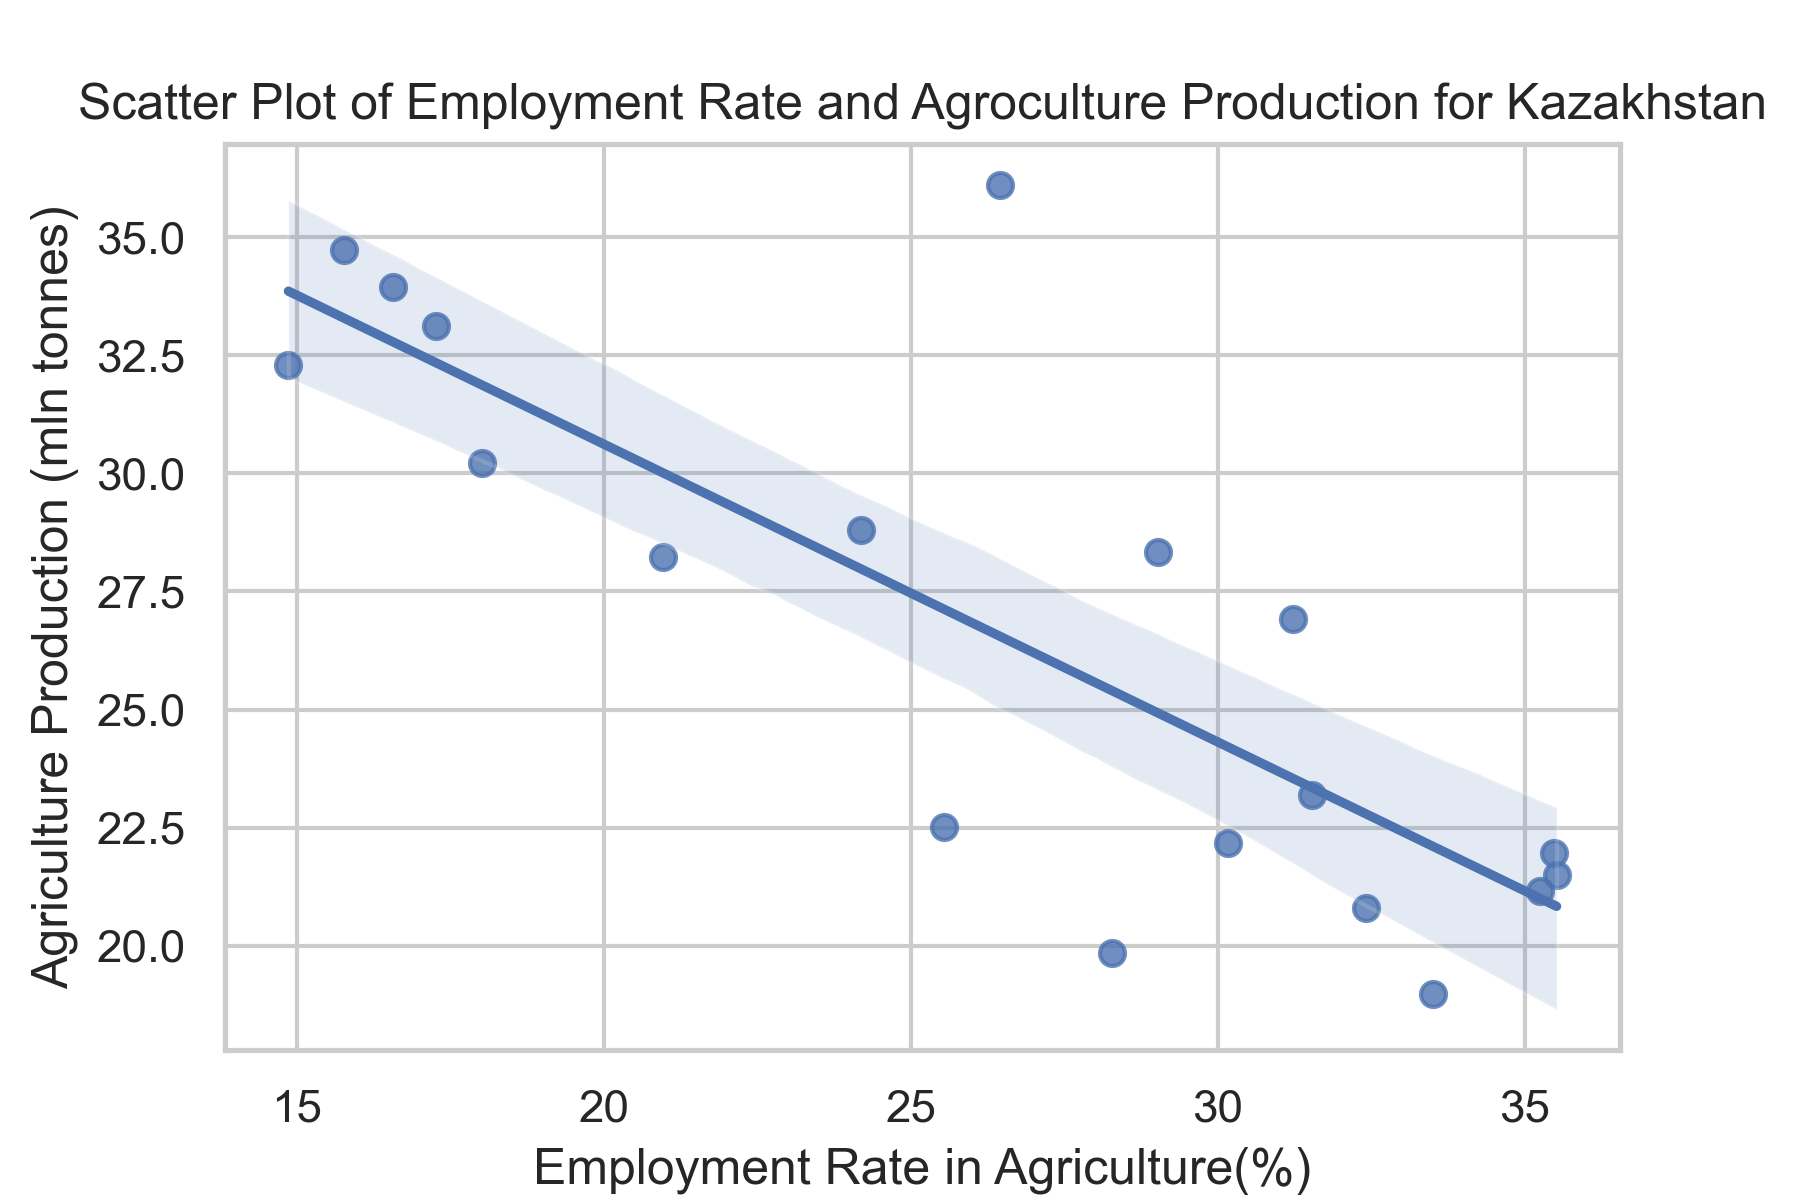 Scatter Plot of Employment Rate and Agroculture Production for Kazakhstan
Agriculture Production (mln tonnes)
35.0
32.5
30.0
27.5
25.0
22.5
20.0
15 20 25 30 35
Employment Rate in Agriculture(%)